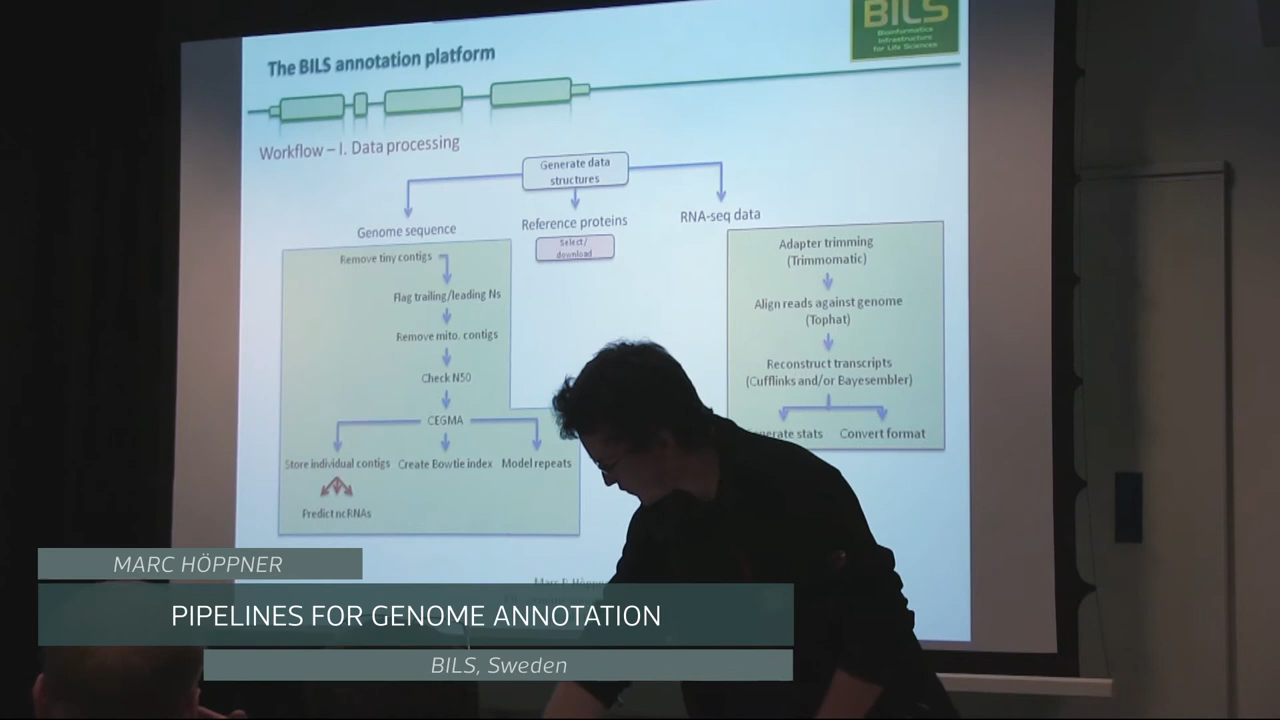 BILS
Bioinformatics
Infrastructure
for Life Sciences
The BILS annotation platform
Workflow – I. Data processing
Generate data
structures
Genome sequence
Reference proteins
RNA-seq data
Select/
download
Remove tiny contigs
Flag trailing/leading Ns
Remove mito. contigs
Check N50
CEGMA
Store individual contigs
Create Bowtie index
Model repeats
Predict ncRNAs
Adapter trimming
(Trimmomatic)
Align reads against genome
(Tophat)
Reconstruct transcripts
(Cufflinks and/or Bayesembler)
stats
Convert format
Marc P. 
MARC HÖPPNER
PIPELINES FOR GENOME ANNOTATION
BILS, Sweden